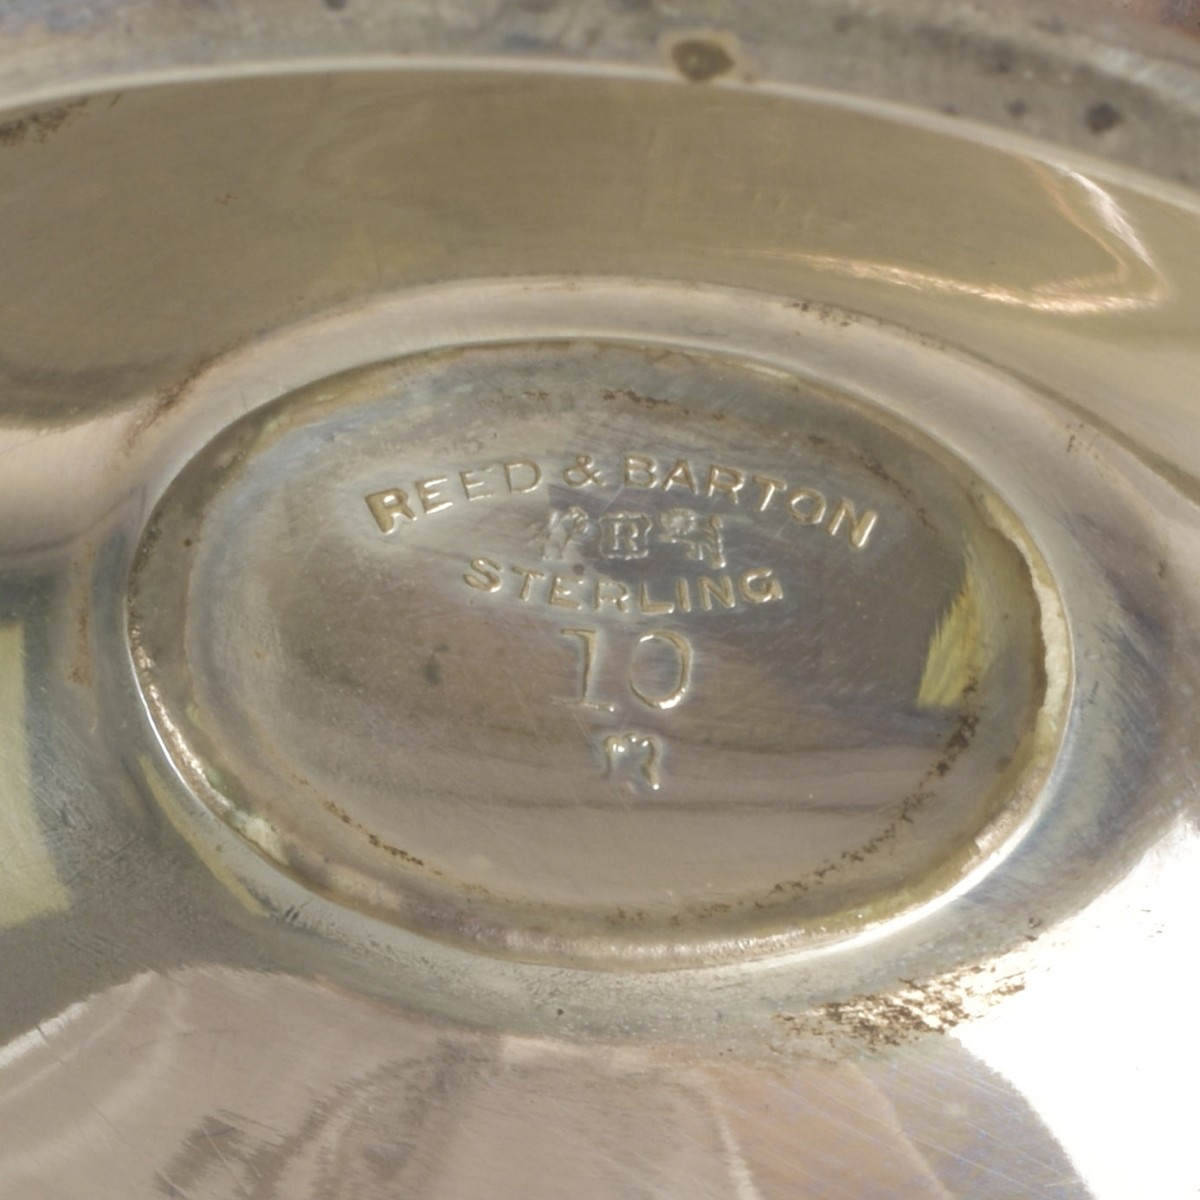 REED & BARTON
R
STERLING
10